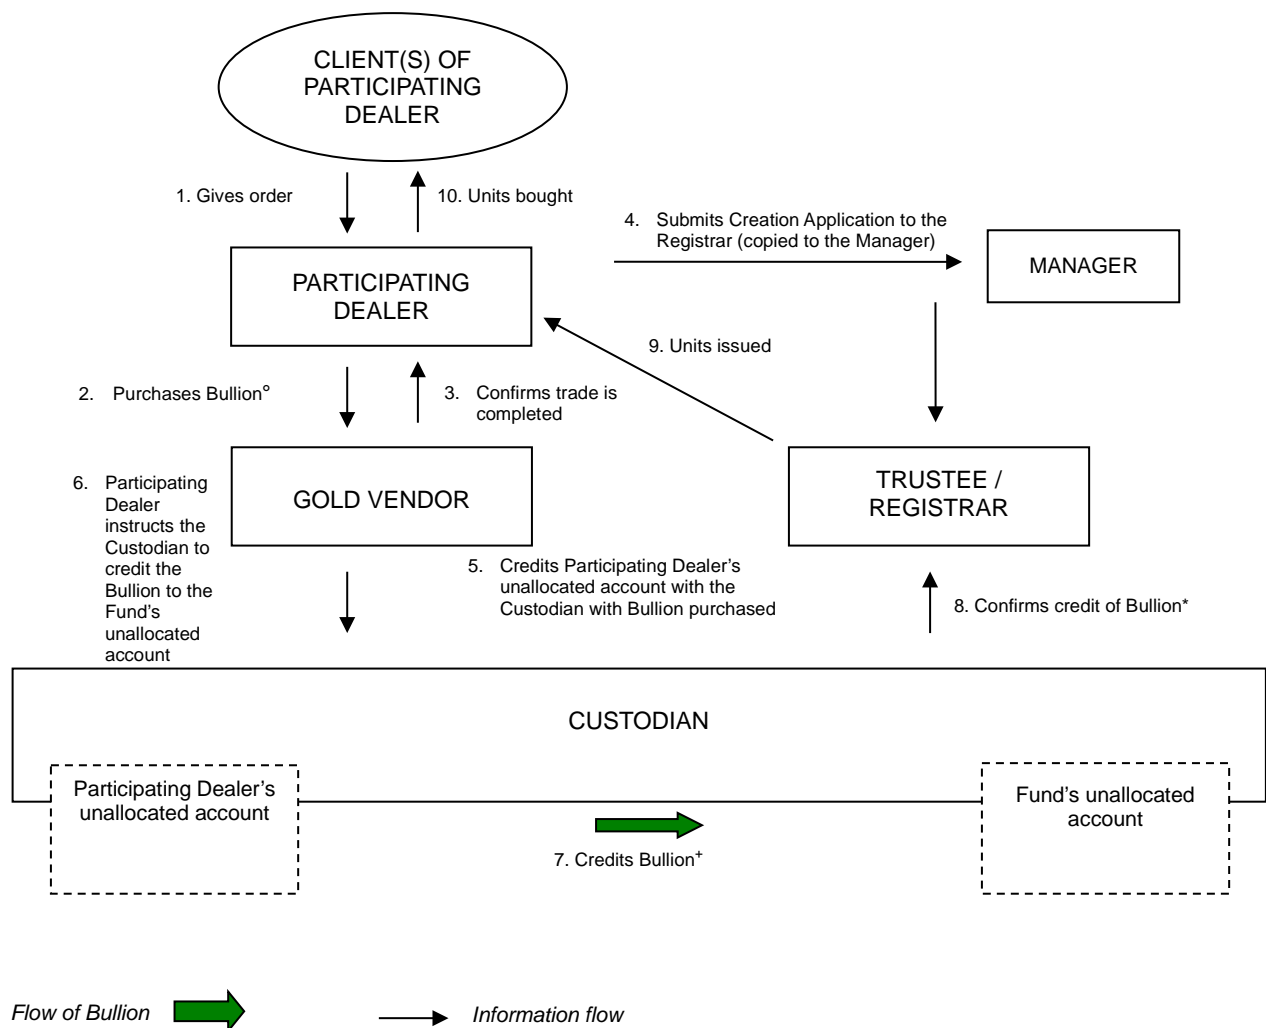 CLIENT(S) OF
PARTICIPATING
DEALER
1. Gives order
10. Units bought
4. Submits Creation Application to the
Registrar (copied to the Manager)
MANAGER
PARTICIPATING
DEALER
9. Units issued
2. Purchases Bullion°
3. Confirms trade is
completed
GOLD VENDOR
TRUSTEE /
REGISTRAR
6. Participating
Dealer
instructs the
Custodian to
credit the
Bullion to the
Fund’s
unallocated
account
5. Credits Participating Dealer’s
unallocated account with the
Custodian with Bullion purchased
8. Confirms credit of Bullion*
CUSTODIAN
Participating Dealer’s
unallocated account
Fund’s unallocated
account
7. Credits Bullion⁺
Flow of Bullion
Information flow